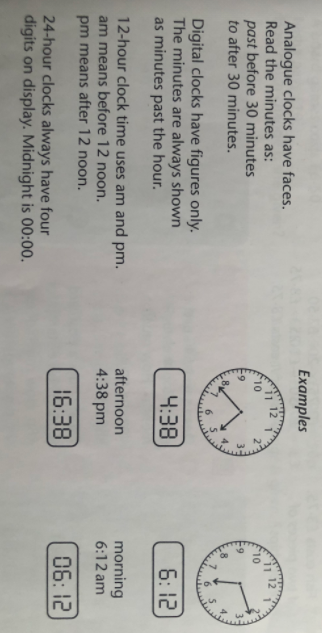 Examples
Analogue clocks have faces.
Read the minutes as:
past before 30 minutes
to after 30 minutes.
12 1 2 3 4 5 6 7 8 9 10 11
12 1 2 3 4 5 6 7 8 9 10 11
Digital clocks have figures only.
The minutes are always shown
as minutes past the hour.
4:38
6:12
12-hour clock time uses am and pm.
am means before 12 noon.
pm means after 12 noon.
afternoon
4:38 pm
morning
6:12 am
24-hour clocks always have four
digits on display. Midnight is 00:00.
16:38
06:12